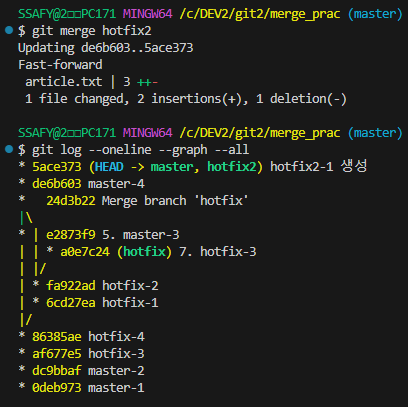 SSAFY@2□□PC171 MINGW64 /c/DEV2/git2/merge_prac (master)
$ git merge hotfix2
Updating de6b603..5ace373
Fast-forward
 article.txt | 3 ++-
 1 file changed, 2 insertions(+), 1 deletion(-)

SSAFY@2□□PC171 MINGW64 /c/DEV2/git2/merge_prac (master)
$ git log --oneline --graph --all
* 5ace373 (HEAD -> master, hotfix2) hotfix2-1 생성
* de6b603 master-4
*   24d3b22 Merge branch 'hotfix'
|\
* | e2873f9 5. master-3
| | * a0e7c24 (hotfix) 7. hotfix-3
| |/
| * fa922ad hotfix-2
| * 6cd27ea hotfix-1
|/
* 86385ae hotfix-4
* af677e5 hotfix-3
* dc9bbaf master-2
* 0deb973 master-1